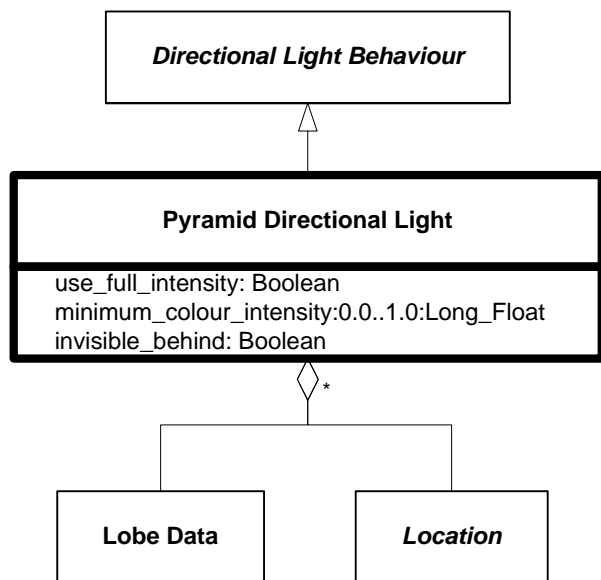 Directional Light Behaviour
Pyramid Directional Light
use_full_intensity: Boolean
minimum_colour_intensity:0.0..1.0:Long_Float
invisible_behind: Boolean
*
Lobe Data
Location